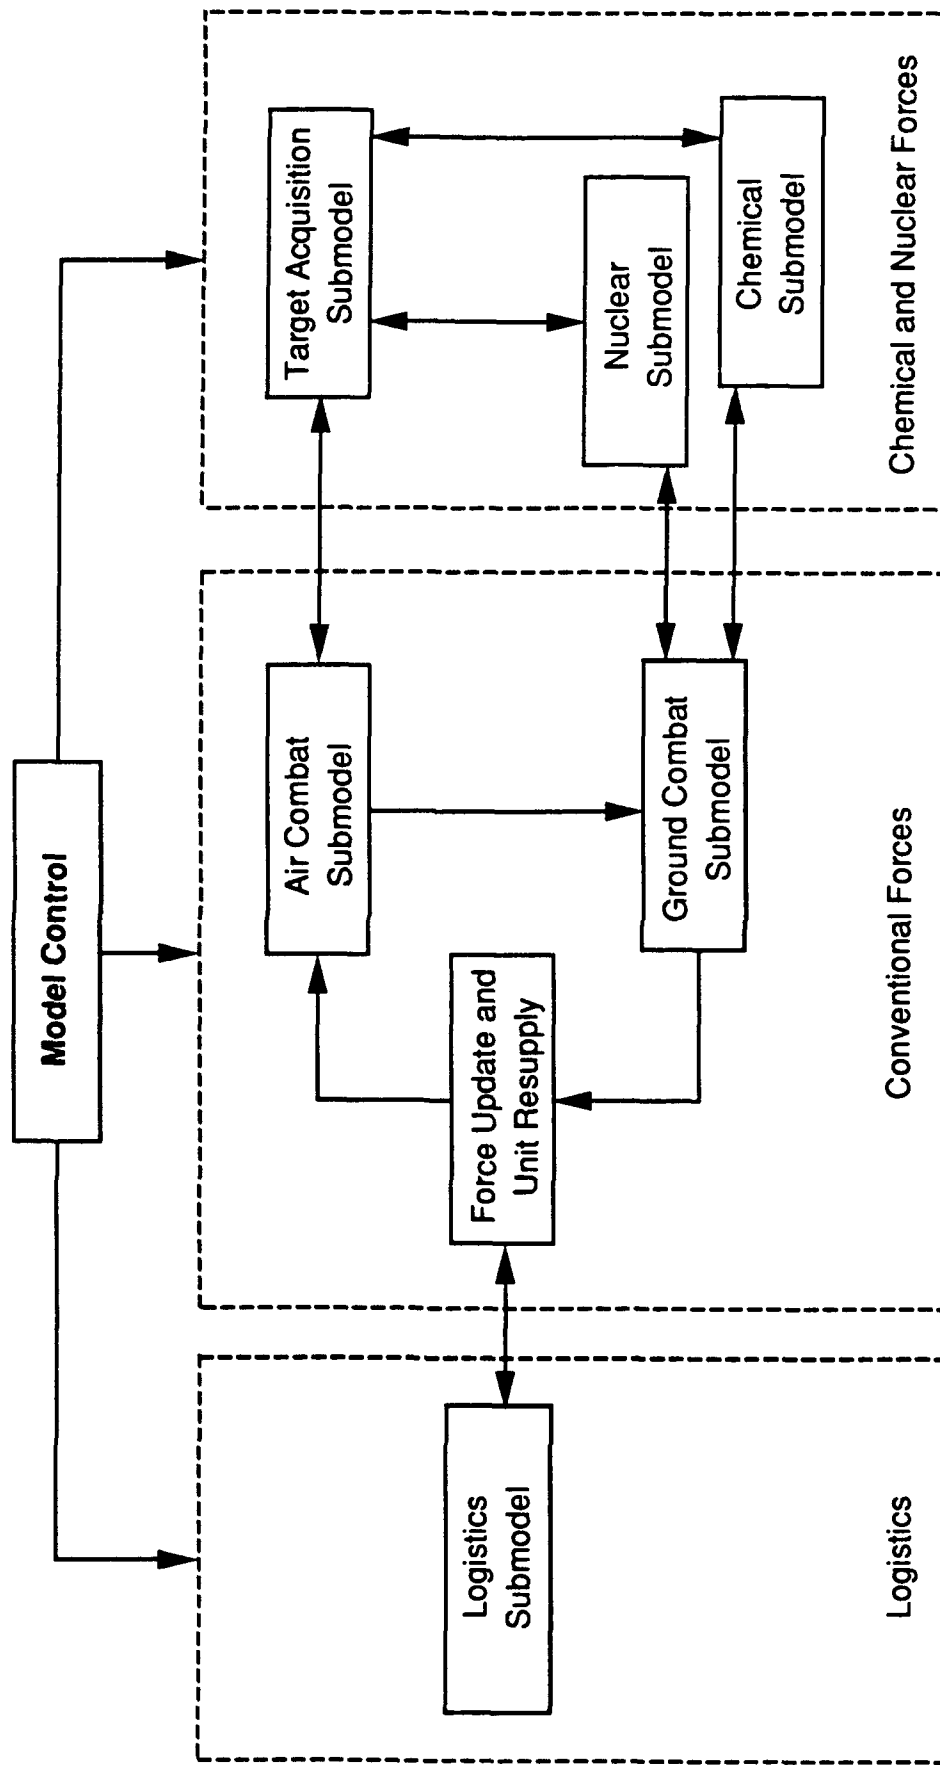 Model Control
Logistics
Submodel
Logistics
Force Update and
Unit Resupply
Air Combat
Submodel
Ground Combat
Submodel
Conventional Forces
Target Acquisition
Submodel
Nuclear
Submodel
Chemical
Submodel
Chemical and Nuclear Forces